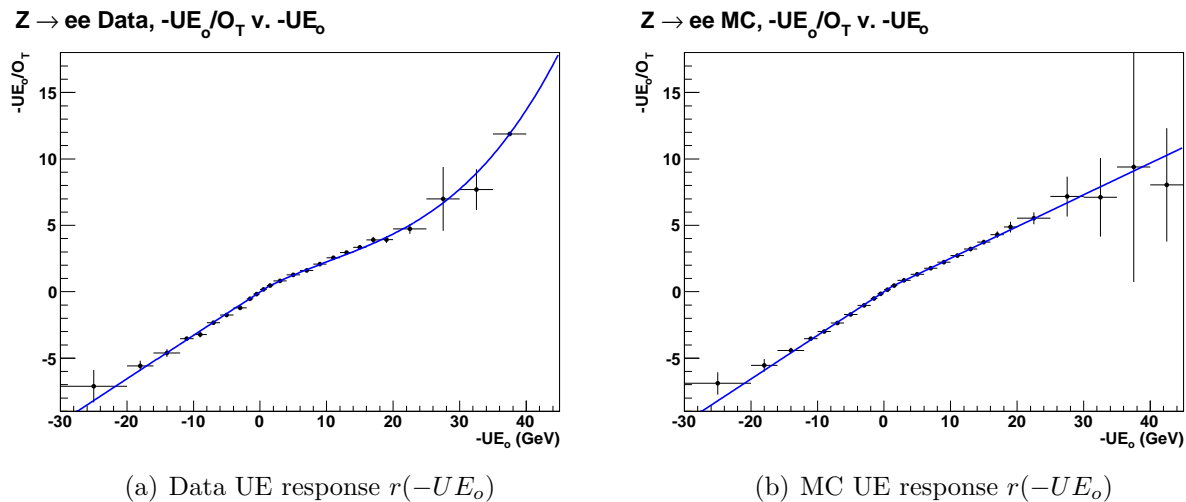 Z → ee Data, -UE_o/O_T v. -UE_o
-UE_o/O_T
15
10
5
0
-5
-30 -20 -10 0 10 20 30 40
-UE_o (GeV)
(a) Data UE response r(−UE_o)
Z → ee MC, -UE_o/O_T v. -UE_o
-UE_o/O_T
15
10
5
0
-5
-30 -20 -10 0 10 20 30 40
-UE_o (GeV)
(b) MC UE response r(−UE_o)